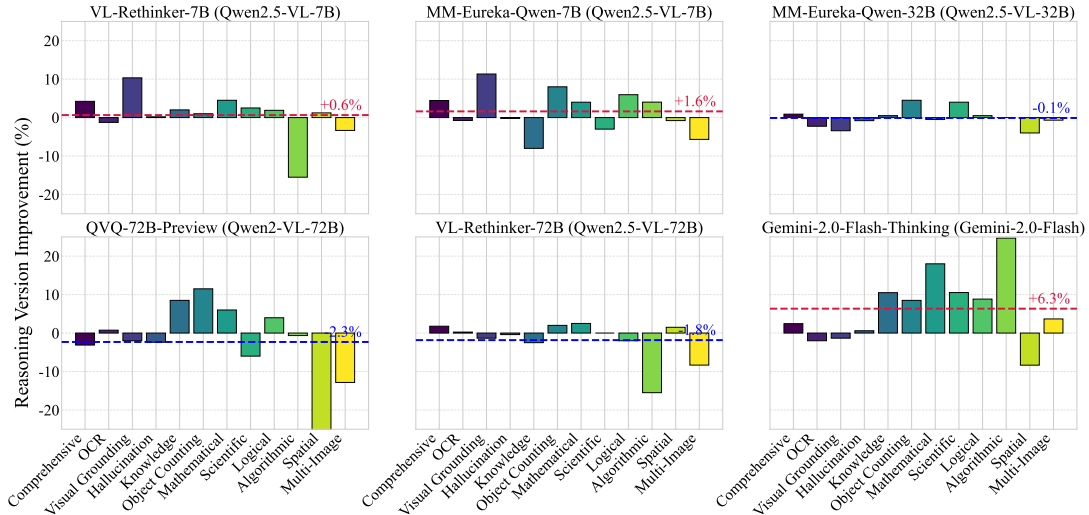 VL-Rethinker-7B (Qwen2.5-VL-7B)
MM-Eureka-Qwen-7B (Qwen2.5-VL-7B)
MM-Eureka-Qwen-32B (Qwen2.5-VL-32B)
Reasoning Version Improvement (%)
20
10
0
-10
-20
+0.6%
+1.6%
-0.1%
QVQ-72B-Preview (Qwen2-VL-72B)
VL-Rethinker-72B (Qwen2.5-VL-72B)
Gemini-2.0-Flash-Thinking (Gemini-2.0-Flash)
20
10
0
-10
-20
-2.3%
-1.8%
+6.3%
Comprehensive
OCR
Visual Grounding
Hallucination
Knowledge
Object Counting
Mathematical
Scientific
Logical
Algorithmic
Spatial
Multi-Image
Comprehensive
OCR
Visual Grounding
Hallucination
Knowledge
Object Counting
Mathematical
Scientific
Logical
Algorithmic
Spatial
Multi-Image
Comprehensive
OCR
Visual Grounding
Hallucination
Knowledge
Object Counting
Mathematical
Scientific
Logical
Algorithmic
Spatial
Multi-Image